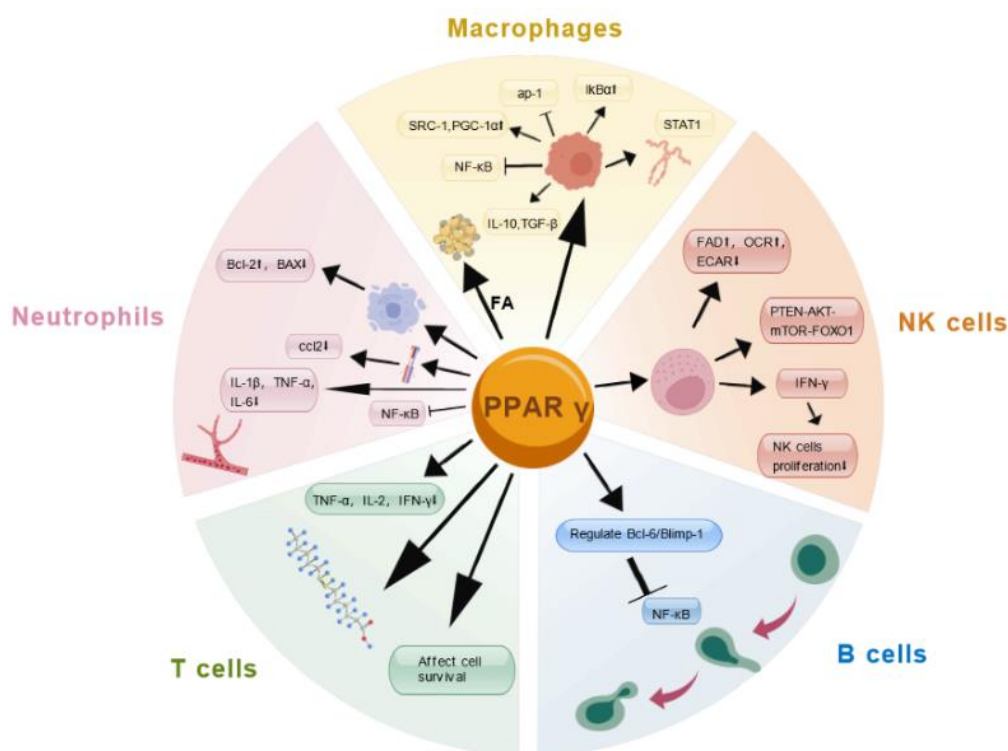 Macrophages
ap-1
IkBα⬆
SRC-1,PGC-1α⬆
STAT1
NF-κB
IL-10,TGF-β
FA
Neutrophils
Bcl-2⬆, BAX⬇
ccl2⬇
IL-1β, TNF-α,
IL-6⬇
NF-κB
PPAR γ
NK cells
FAD⬆, OCR⬆,
ECAR⬇
PTEN-AKT-
mTOR-FOXO1
IFN-γ
NK cells
proliferation⬇
T cells
TNF-α, IL-2, IFN-γ⬇
Affect cell
survival
B cells
Regulate Bcl-6/Blimp-1
NF-κB